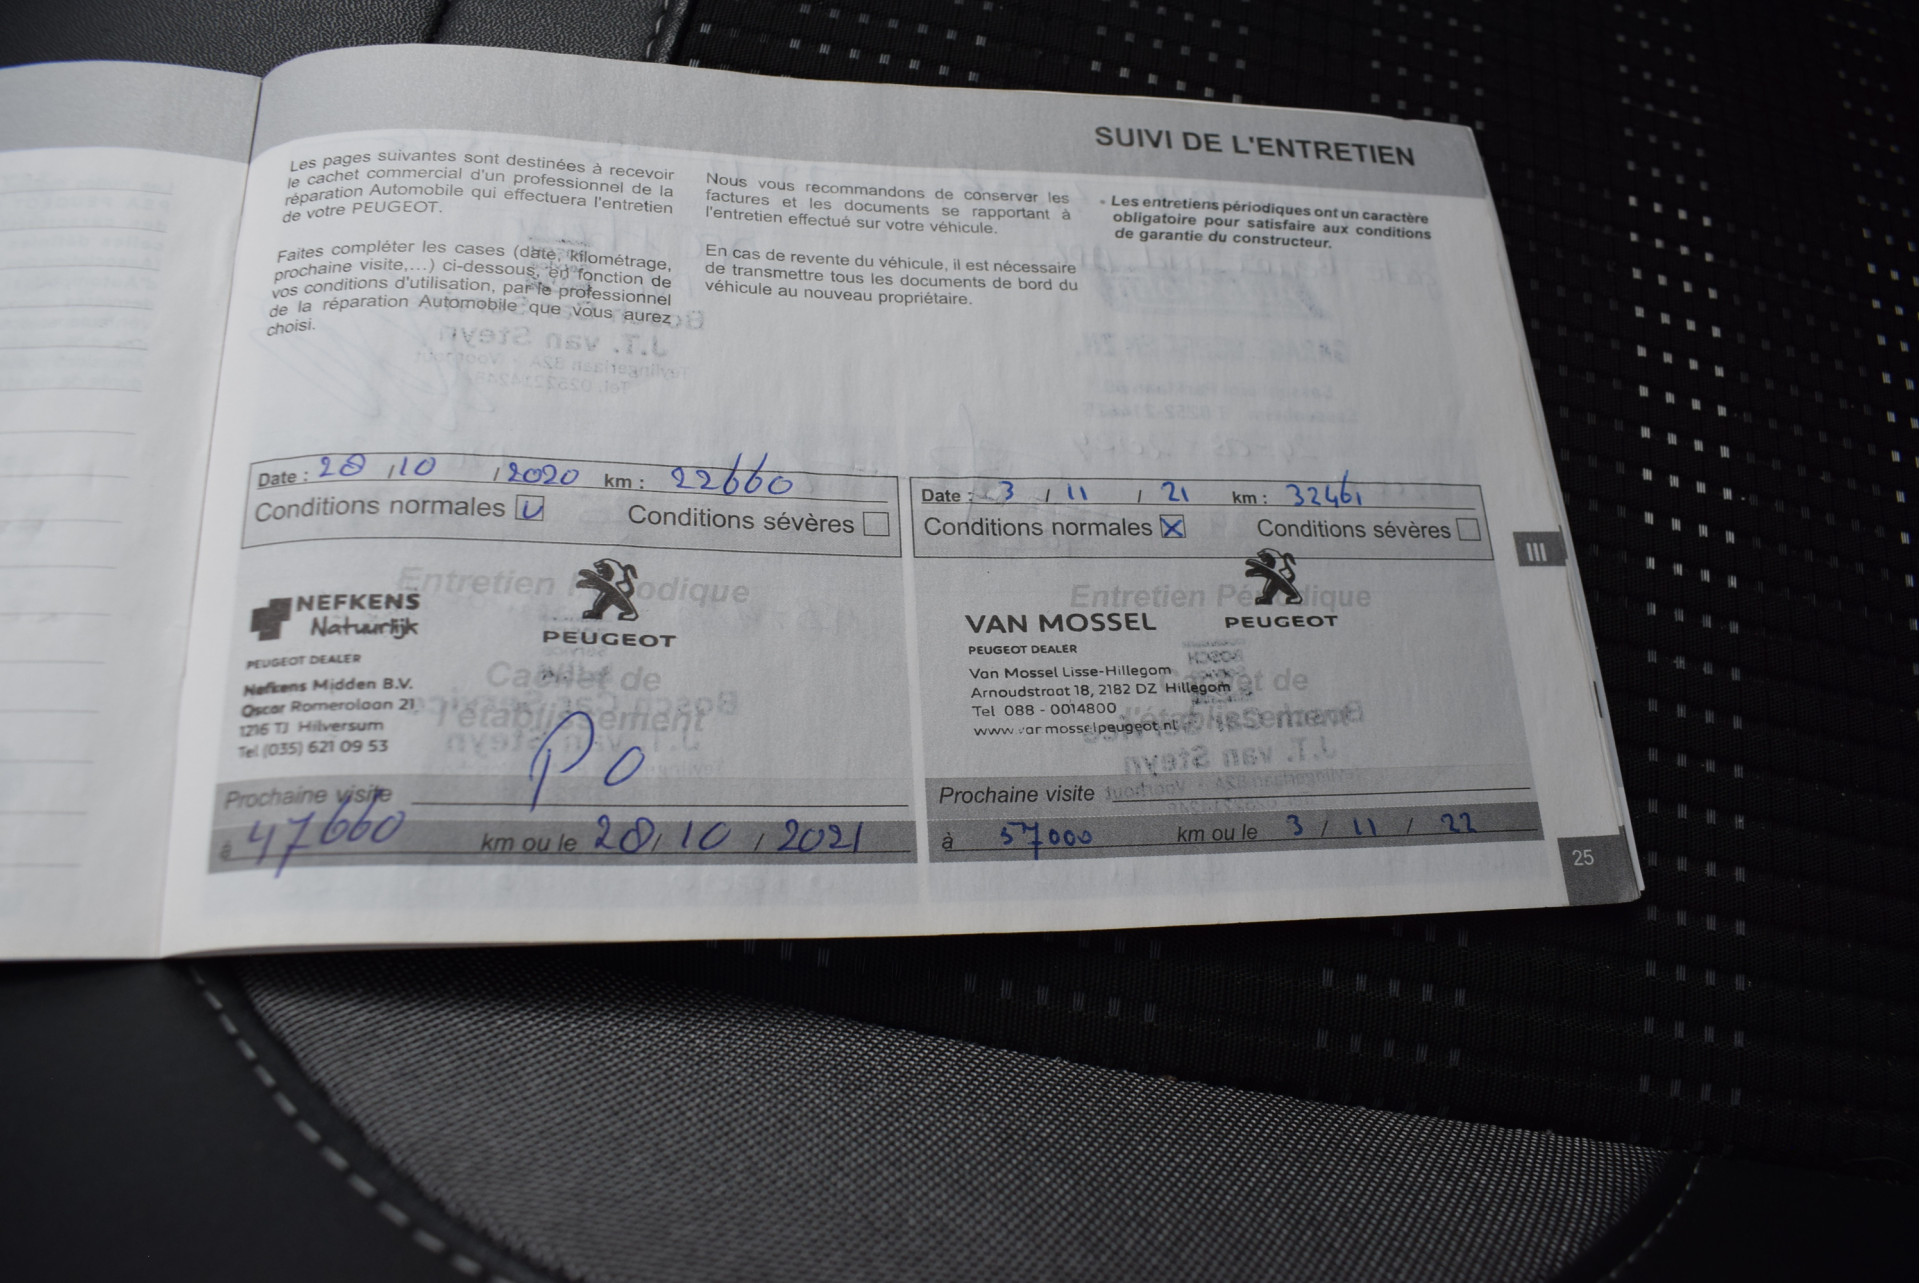 SUIVI DE L'ENTRETIEN
Les pages suivantes sont destinées à recevoir
le cachet commercial d'un professionnel de la
réparation Automobile qui effectuera l'entretien
de votre PEUGEOT.
Faites compléter les cases (date, kilométrage,
prochaine visite,...) ci-dessous, en fonction de
vos conditions d'utilisation, par le professionnel
de la réparation Automobile que vous aurez
choisi.
Nous vous recommandons de conserver les
factures et les documents se rapportant à
l'entretien effectué sur votre véhicule.
En cas de revente du véhicule, il est nécessaire
de transmettre tous les documents de bord du
véhicule au nouveau propriétaire.
• Les entretiens périodiques ont un caractère
obligatoire pour satisfaire aux conditions
de garantie du constructeur.
Date : 28 / 10 / 2020 km : 22660
Conditions normales Conditions sévères
Entretien Périodique
NEFKENS
Natuurlijk
PEUGEOT
PEUGEOT DEALER
Nefkens Midden B.V.
Oscar Romerolaan 21
1216 TJ Hilversum
Tel (035) 621 09 53
Cachet de
l'établissement
Prochaine visite
à 47660 km ou le 28 / 10 / 2021
Date : 3 / 11 / 21 km : 32461
Conditions normales X Conditions sévères
Entretien Périodique
VAN MOSSEL
PEUGEOT
PEUGEOT DEALER
Van Mossel Lisse-Hillegom
Arnoudstraat 18, 2182 DZ Hillegom
Tel 088 - 0014800
www.vanmosselpeugeot.nl
Cachet de
l'établissement
Prochaine visite
à 57000 km ou le 3 / 11 / 22
III
25